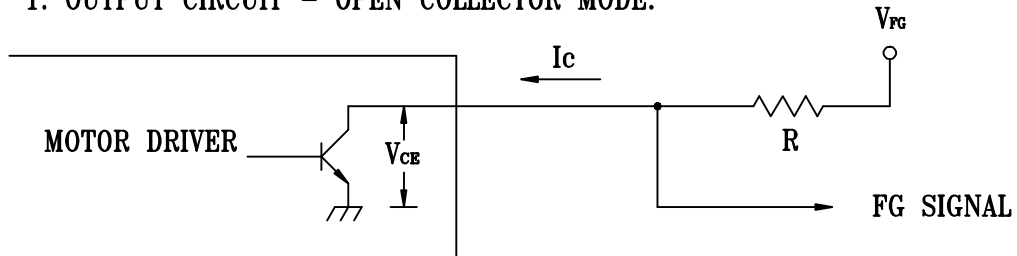 1. OUTPUT CIRCUIT - OPEN COLLECTOR MODE:
VFG
Ic
MOTOR DRIVER
VCE
R
FG SIGNAL